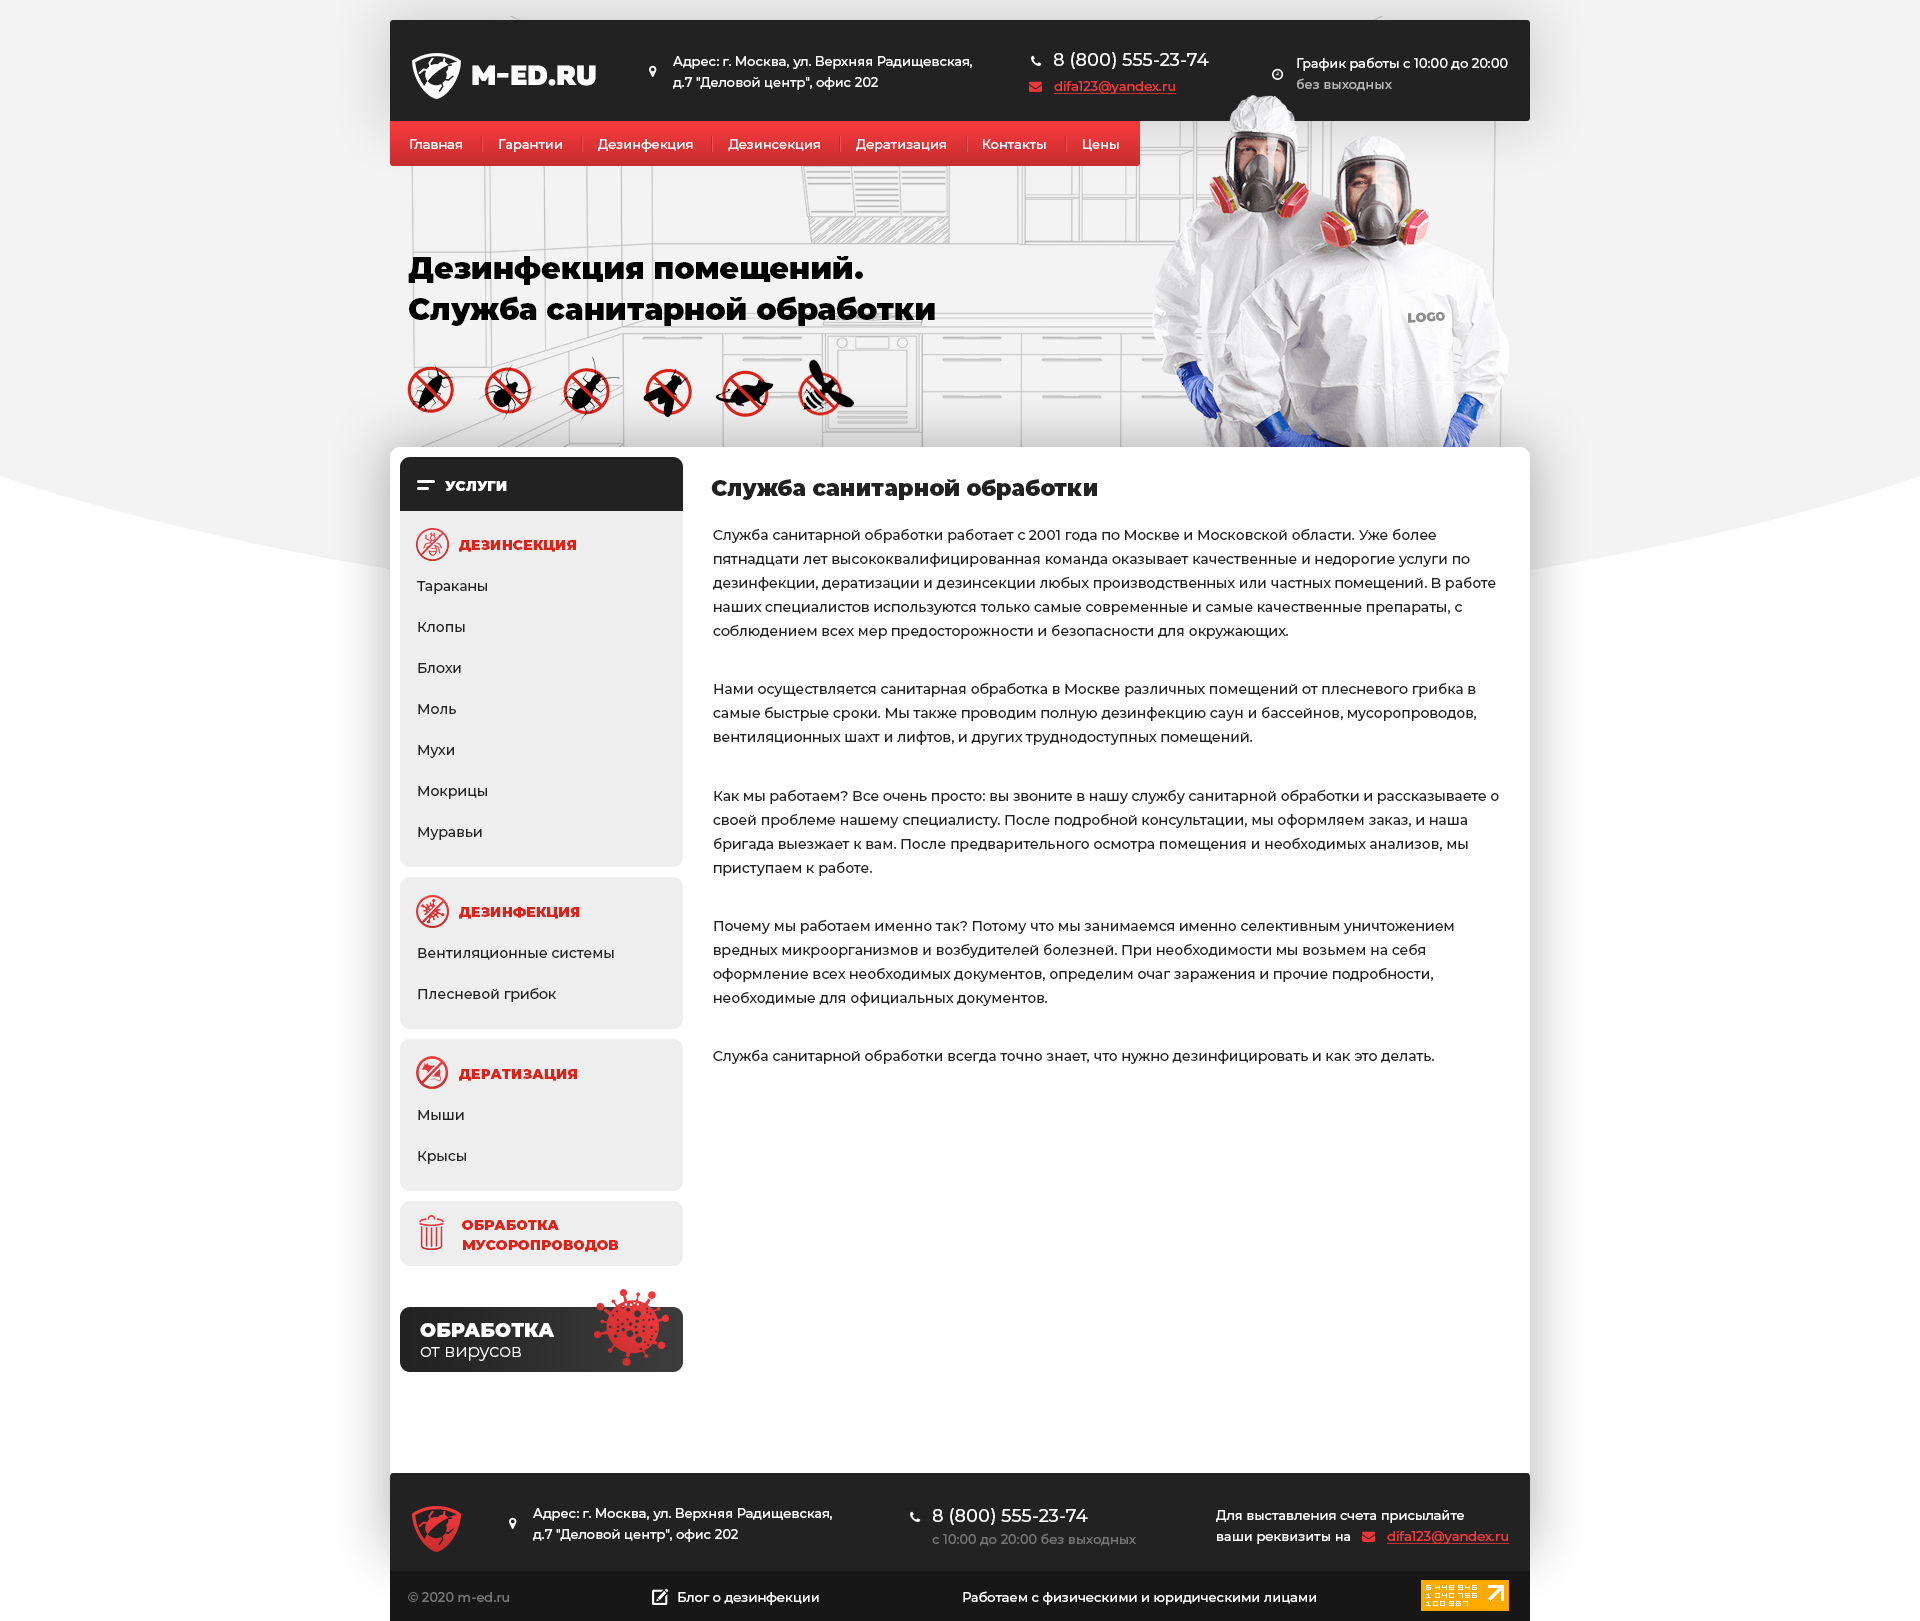 M-ED.RU
Адрес: г. Москва, ул. Верхняя Радищевская,
д.7 "Деловой центр", офис 202
8 (800) 555-23-74
difa123@yandex.ru
График работы с 10:00 до 20:00
без выходных
Главная Гарантии Дезинфекция Дезинсекция Дератизация Контакты Цены
Дезинфекция помещений.
Служба санитарной обработки
LOGO
УСЛУГИ
ДЕЗИНСЕКЦИЯ
Тараканы
Клопы
Блохи
Моль
Мухи
Мокрицы
Муравьи
ДЕЗИНФЕКЦИЯ
Вентиляционные системы
Плесневой грибок
ДЕРАТИЗАЦИЯ
Мыши
Крысы
ОБРАБОТКА
МУСОРОПРОВОДОВ
ОБРАБОТКА
от вирусов
Служба санитарной обработки
Служба санитарной обработки работает с 2001 года по Москве и Московской области. Уже более
пятнадцати лет высококвалифицированная команда оказывает качественные и недорогие услуги по
дезинфекции, дератизации и дезинсекции любых производственных или частных помещений. В работе
наших специалистов используются только самые современные и самые качественные препараты, с
соблюдением всех мер предосторожности и безопасности для окружающих.
Нами осуществляется санитарная обработка в Москве различных помещений от плесневого грибка в
самые быстрые сроки. Мы также проводим полную дезинфекцию саун и бассейнов, мусоропроводов,
вентиляционных шахт и лифтов, и других труднодоступных помещений.
Как мы работаем? Все очень просто: вы звоните в нашу службу санитарной обработки и рассказываете о
своей проблеме нашему специалисту. После подробной консультации, мы оформляем заказ, и наша
бригада выезжает к вам. После предварительного осмотра помещения и необходимых анализов, мы
приступаем к работе.
Почему мы работаем именно так? Потому что мы занимаемся именно селективным уничтожением
вредных микроорганизмов и возбудителей болезней. При необходимости мы возьмем на себя
оформление всех необходимых документов, определим очаг заражения и прочие подробности,
необходимые для официальных документов.
Служба санитарной обработки всегда точно знает, что нужно дезинфицировать и как это делать.
Адрес: г. Москва, ул. Верхняя Радищевская,
д.7 "Деловой центр", офис 202
8 (800) 555-23-74
с 10:00 до 20:00 без выходных
Для выставления счета присылайте
ваши реквизиты на difa123@yandex.ru
© 2020 m-ed.ru
Блог о дезинфекции
Работаем с физическими и юридическими лицами
6 448 946
1 040 756
100 967